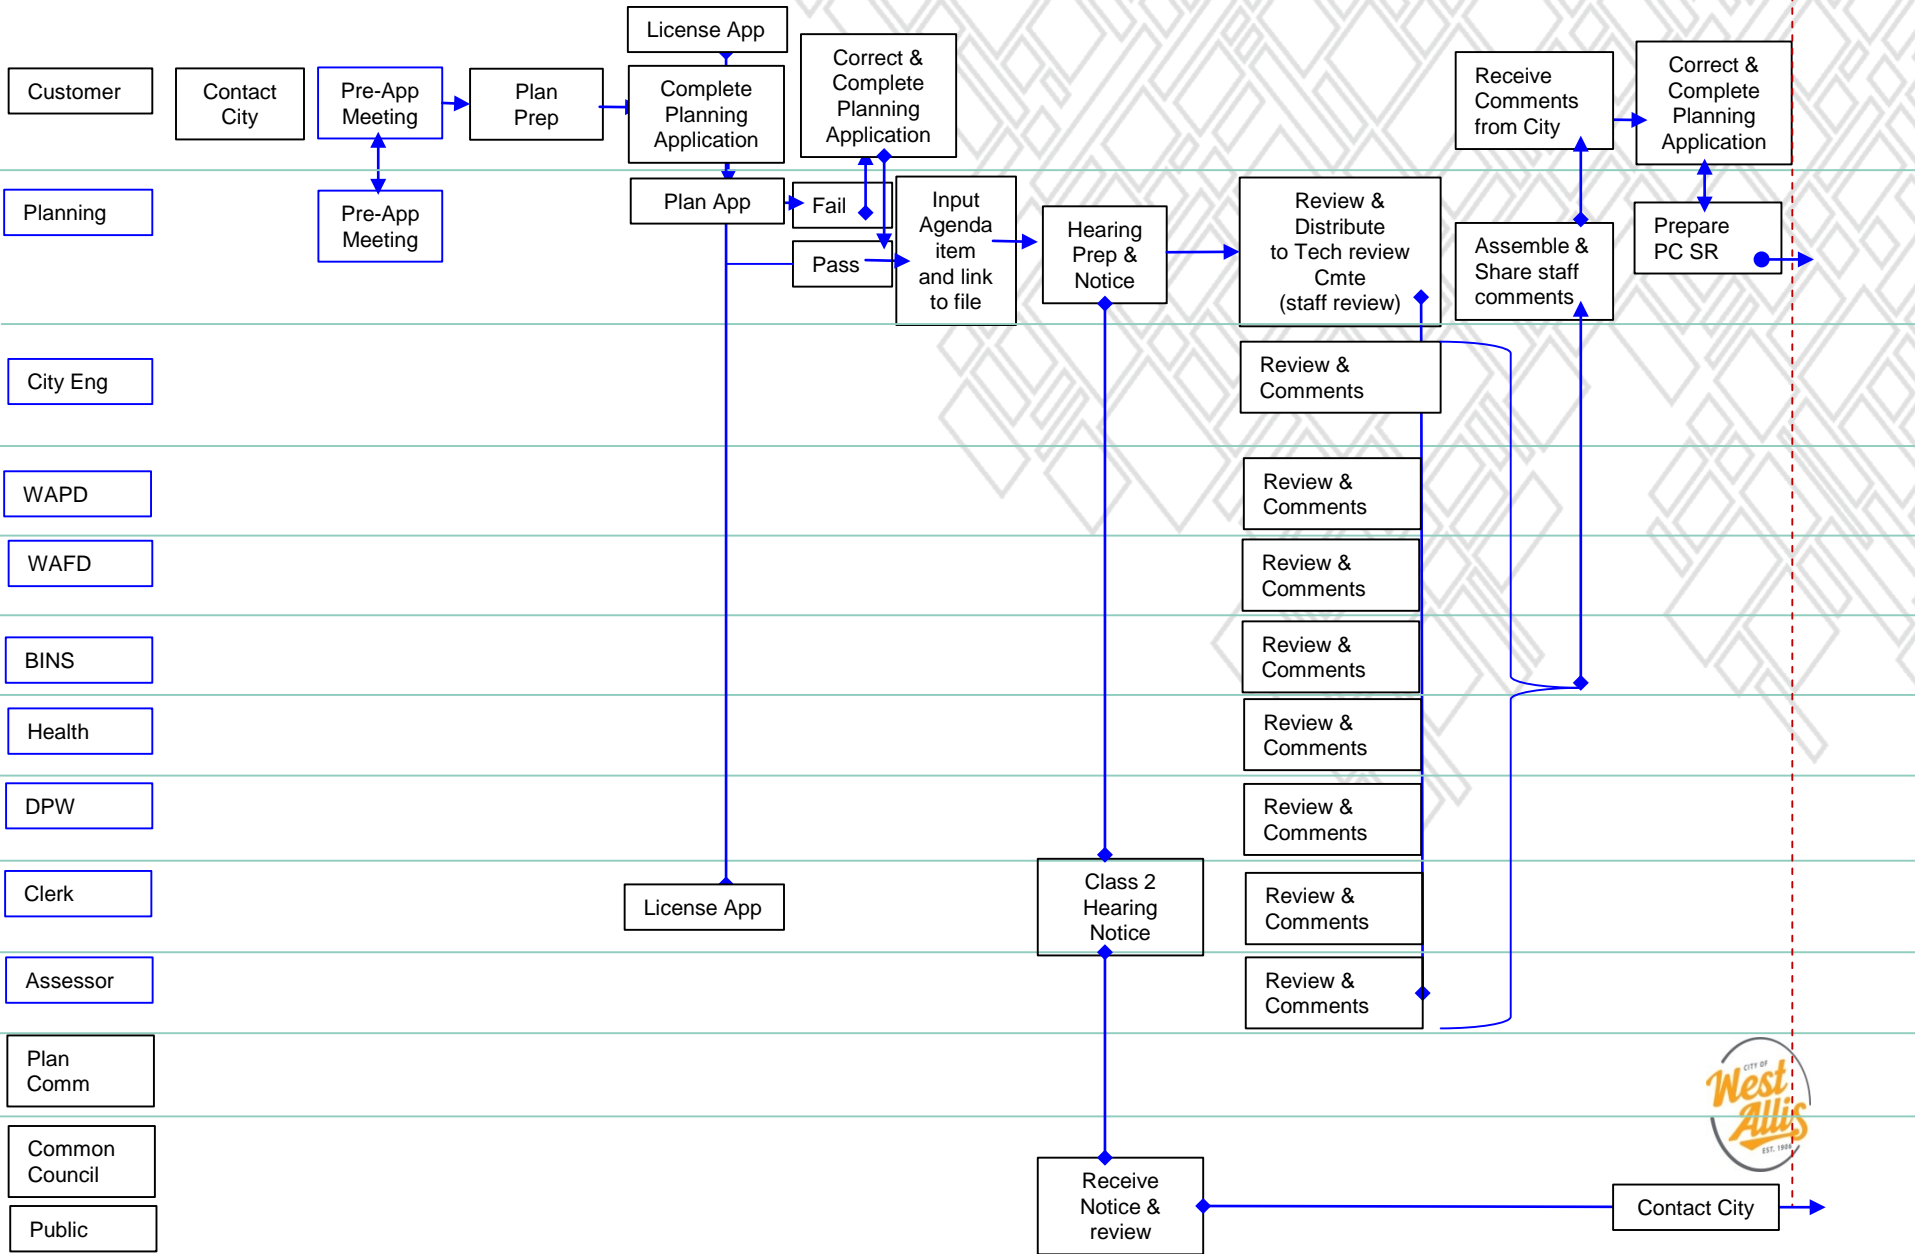 License App
Customer
Contact
City
Pre-App
Meeting
Plan
Prep
Complete
Planning
Application
Correct &
Complete
Planning
Application
Receive
Comments
from City
Correct &
Complete
Planning
Application
Planning
Pre-App
Meeting
Plan App
Fail
Pass
Input
Agenda
item
and link
to file
Hearing
Prep &
Notice
Review &
Distribute
to Tech review
Cmte
(staff review)
Assemble &
Share staff
comments
Prepare
PC SR
City Eng
Review &
Comments
WAPD
Review &
Comments
WAFD
Review &
Comments
BINS
Review &
Comments
Health
Review &
Comments
DPW
Review &
Comments
Clerk
License App
Class 2
Hearing
Notice
Review &
Comments
Assessor
Review &
Comments
Plan
Comm
CITY OF
West
Allis
EST. 1906
Common
Council
Public
Receive
Notice &
review
Contact City